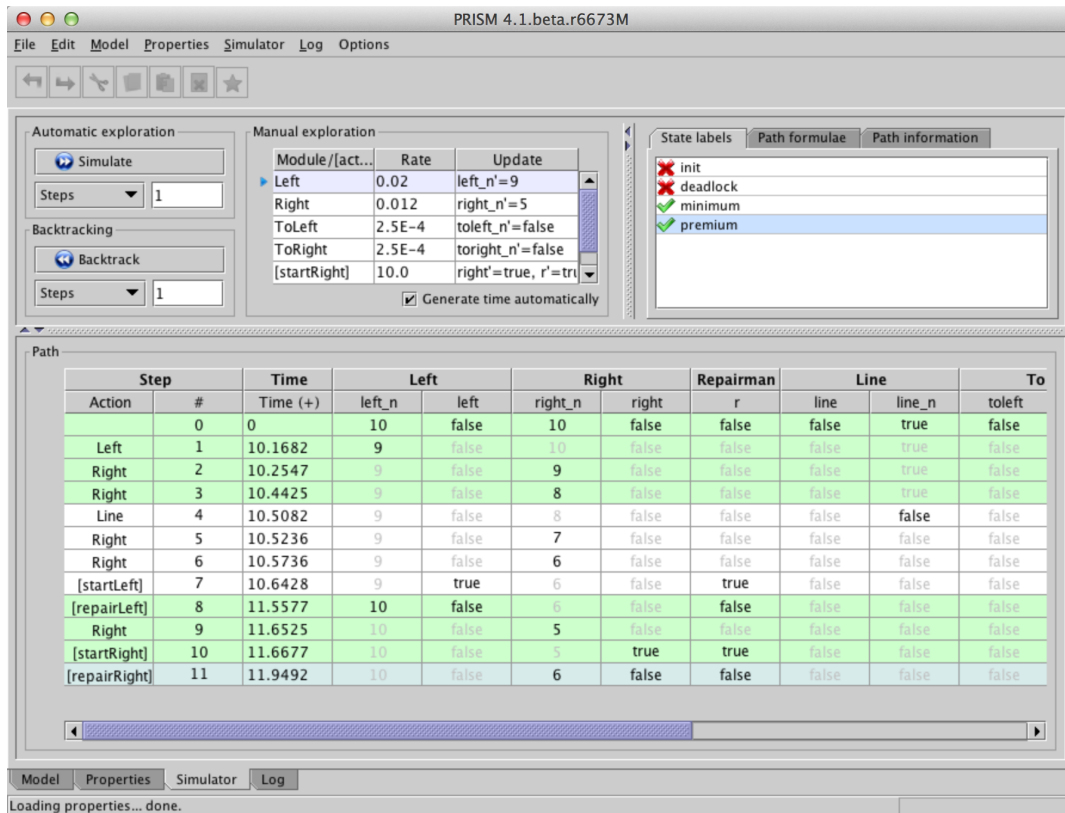 PRISM 4.1.beta.r6673M
File Edit Model Properties Simulator Log Options
Automatic exploration
Simulate
Steps 1
Backtracking
Backtrack
Steps 1
Manual exploration
Module/[act... Rate Update
Left 0.02 left_n'=9
Right 0.012 right_n'=5
ToLeft 2.5E-4 toleft_n'=false
ToRight 2.5E-4 toright_n'=false
[startRight] 10.0 right'=true, r'=tru
Generate time automatically
State labels Path formulae Path information
init
deadlock
minimum
premium
Path
Step Time Left Right Repairman Line To
Action # Time (+) left_n left right_n right r line line_n toleft
0 0 10 false 10 false false false true false
Left 1 10.1682 9 false 10 false false false true false
Right 2 10.2547 9 false 9 false false false true false
Right 3 10.4425 9 false 8 false false false true false
Line 4 10.5082 9 false 8 false false false false false
Right 5 10.5236 9 false 7 false false false false false
Right 6 10.5736 9 false 6 false false false false false
[startLeft] 7 10.6428 9 true 6 false true false false false
[repairLeft] 8 11.5577 10 false 6 false false false false false
Right 9 11.6525 10 false 5 false false false false false
[startRight] 10 11.6677 10 false 5 true true false false false
[repairRight] 11 11.9492 10 false 6 false false false false false
Model Properties Simulator Log
Loading properties... done.